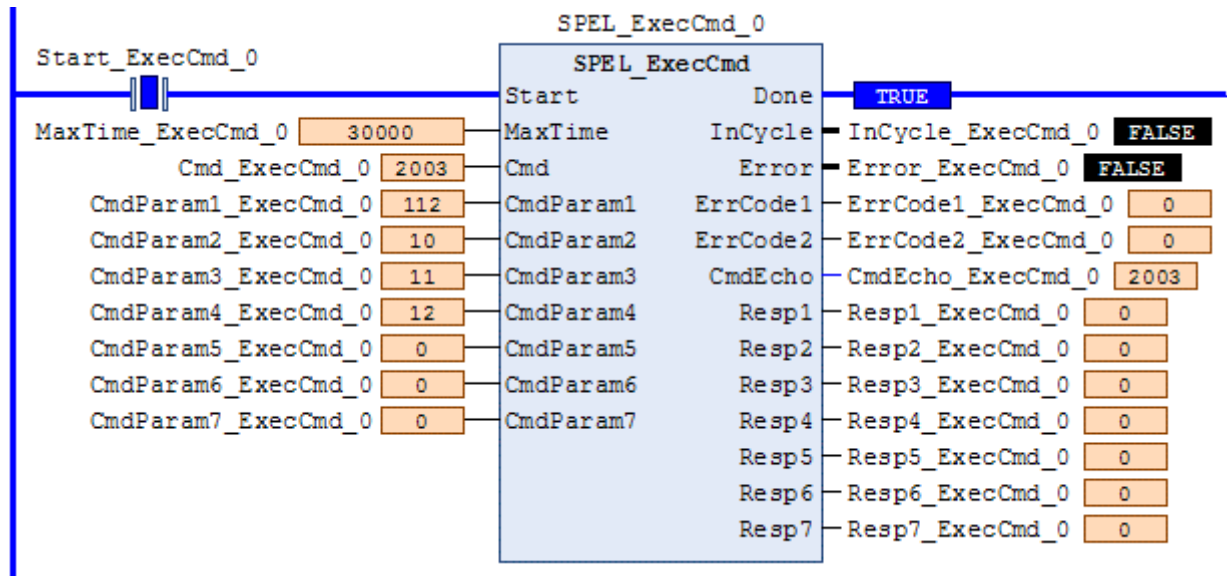 SPEL_ExecCmd_0
Start_ExecCmd_0
SPEL_ExecCmd
Start Done TRUE
MaxTime_ExecCmd_0 30000 MaxTime InCycle InCycle_ExecCmd_0 FALSE
Cmd_ExecCmd_0 2003 Cmd Error Error_ExecCmd_0 FALSE
CmdParam1_ExecCmd_0 112 CmdParam1 ErrCode1 ErrCode1_ExecCmd_0 0
CmdParam2_ExecCmd_0 10 CmdParam2 ErrCode2 ErrCode2_ExecCmd_0 0
CmdParam3_ExecCmd_0 11 CmdParam3 CmdEcho CmdEcho_ExecCmd_0 2003
CmdParam4_ExecCmd_0 12 CmdParam4 Resp1 Resp1_ExecCmd_0 0
CmdParam5_ExecCmd_0 0 CmdParam5 Resp2 Resp2_ExecCmd_0 0
CmdParam6_ExecCmd_0 0 CmdParam6 Resp3 Resp3_ExecCmd_0 0
CmdParam7_ExecCmd_0 0 CmdParam7 Resp4 Resp4_ExecCmd_0 0
Resp5 Resp5_ExecCmd_0 0
Resp6 Resp6_ExecCmd_0 0
Resp7 Resp7_ExecCmd_0 0